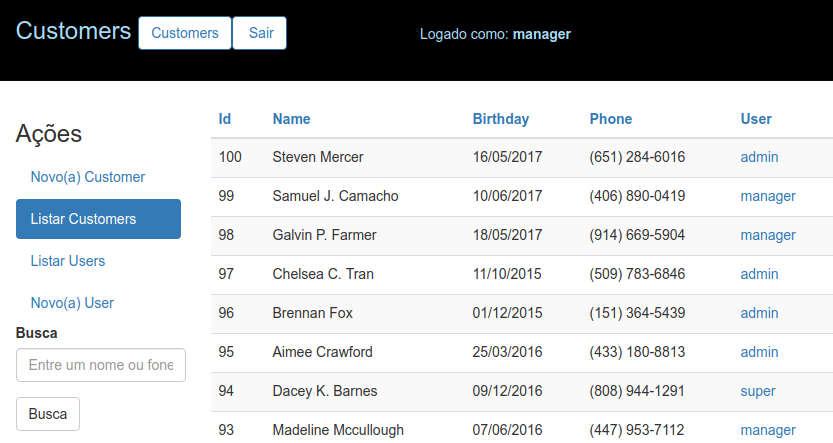 Customers Customers Sair Logado como: manager
Ações
Novo(a) Customer
Listar Customers
Listar Users
Novo(a) User
Busca
Entre um nome ou fone
Busca
Id Name Birthday Phone User
100 Steven Mercer 16/05/2017 (651) 284-6016 admin
99 Samuel J. Camacho 10/06/2017 (406) 890-0419 manager
98 Galvin P. Farmer 18/05/2017 (914) 669-5904 manager
97 Chelsea C. Tran 11/10/2015 (509) 783-6846 admin
96 Brennan Fox 01/12/2015 (151) 364-5439 admin
95 Aimee Crawford 25/03/2016 (433) 180-8813 admin
94 Dacey K. Barnes 09/12/2016 (808) 944-1291 super
93 Madeline Mccullough 07/06/2016 (447) 953-7112 manager